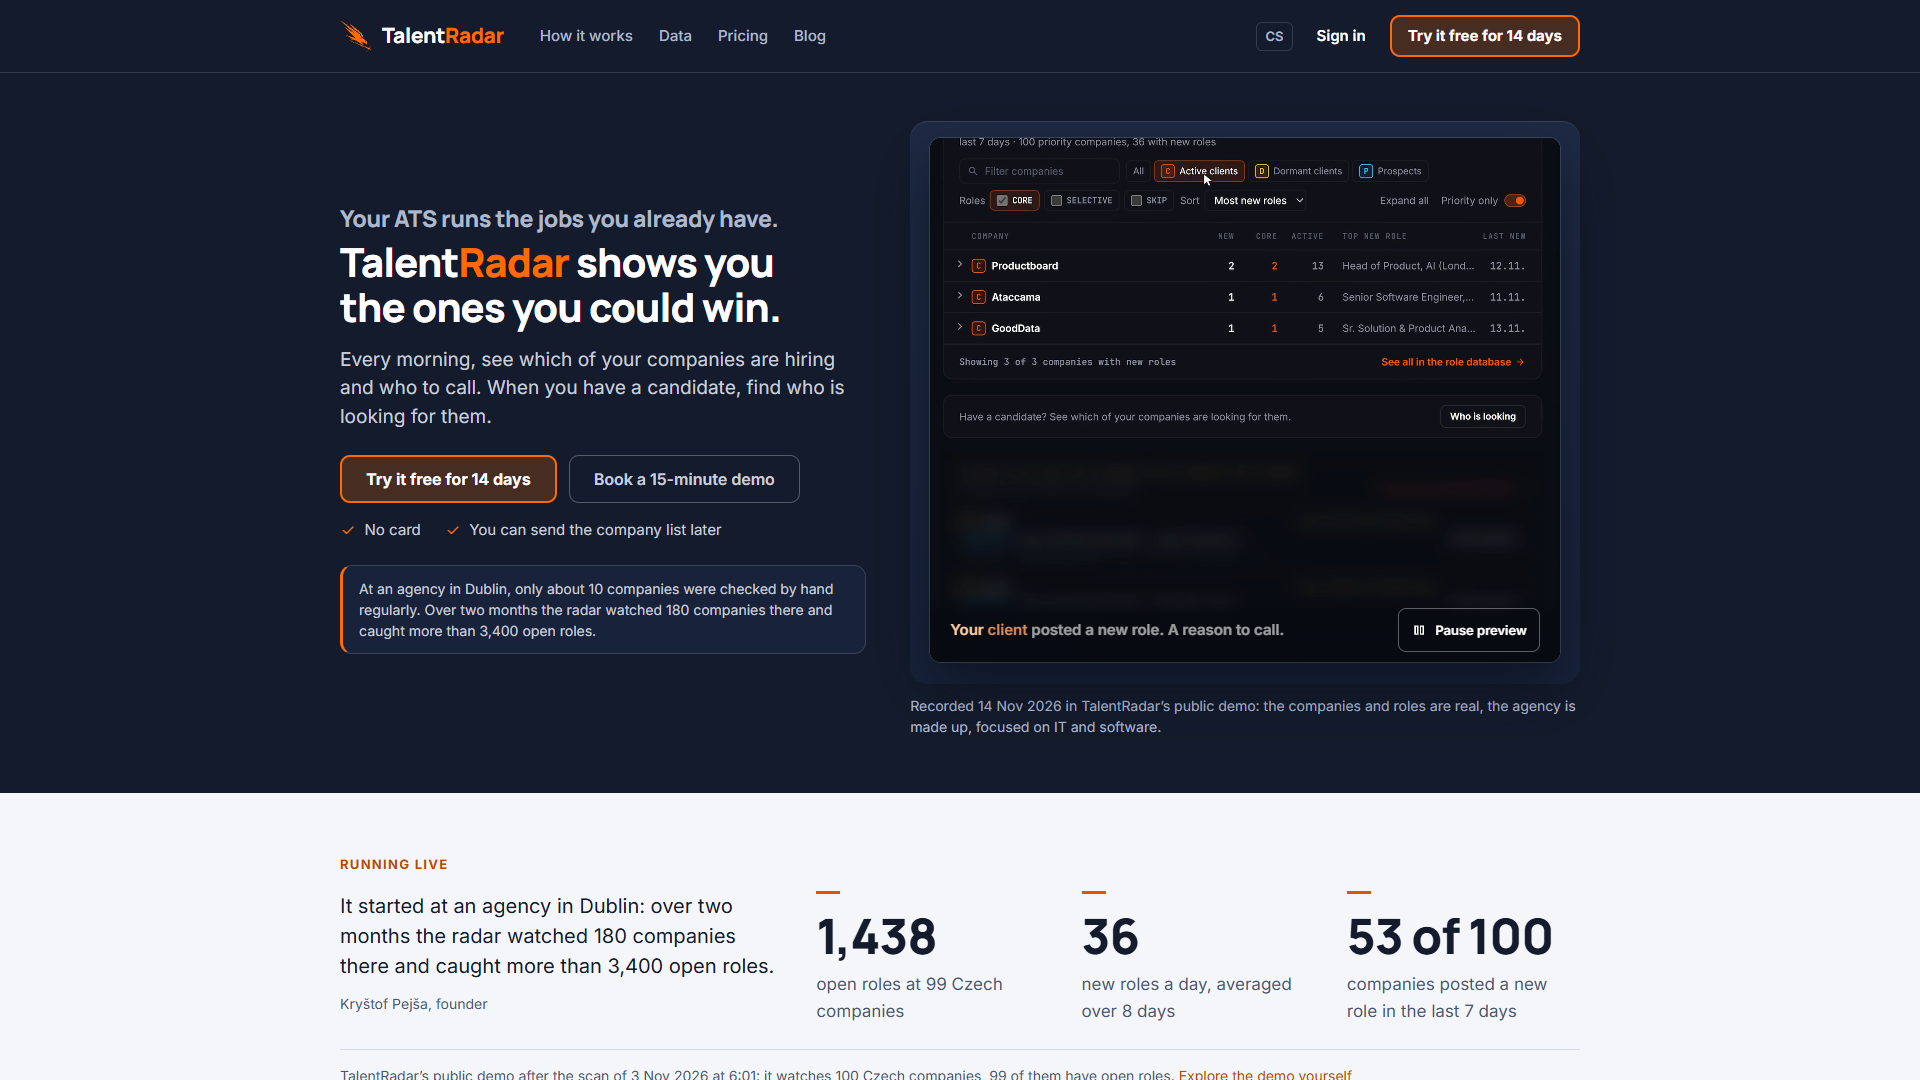 TalentRadar How it works Data Pricing Blog CS Sign in Try it free for 14 days
Your ATS runs the jobs you already have.
TalentRadar shows you
the ones you could win.
Every morning, see which of your companies are hiring
and who to call. When you have a candidate, find who is
looking for them.
Try it free for 14 days Book a 15-minute demo
No card You can send the company list later
At an agency in Dublin, only about 10 companies were checked by hand
regularly. Over two months the radar watched 180 companies there and
caught more than 3,400 open roles.
last 7 days · 100 priority companies, 36 with new roles
Filter companies All C Active clients D Dormant clients P Prospects
Roles CORE SELECTIVE SKIP Sort Most new roles Expand all Priority only
COMPANY NEW CORE ACTIVE TOP NEW ROLE LAST NEW
C Productboard 2 2 13 Head of Product, AI (Lond... 12.11.
C Ataccama 1 1 6 Senior Software Engineer,... 11.11.
C GoodData 1 1 5 Sr. Solution & Product Ana... 13.11.
Showing 3 of 3 companies with new roles See all in the role database →
Have a candidate? See which of your companies are looking for them. Who is looking
Your client posted a new role. A reason to call. Pause preview
Recorded 14 Nov 2026 in TalentRadar’s public demo: the companies and roles are real, the agency is
made up, focused on IT and software.
RUNNING LIVE
It started at an agency in Dublin: over two
months the radar watched 180 companies
there and caught more than 3,400 open roles.
Kryštof Pejša, founder
1,438
open roles at 99 Czech
companies
36
new roles a day, averaged
over 8 days
53 of 100
companies posted a new
role in the last 7 days
TalentRadar’s public demo after the scan of 3 Nov 2026 at 6:01: it watches 100 Czech companies, 99 of them have open roles. Explore the demo yourself